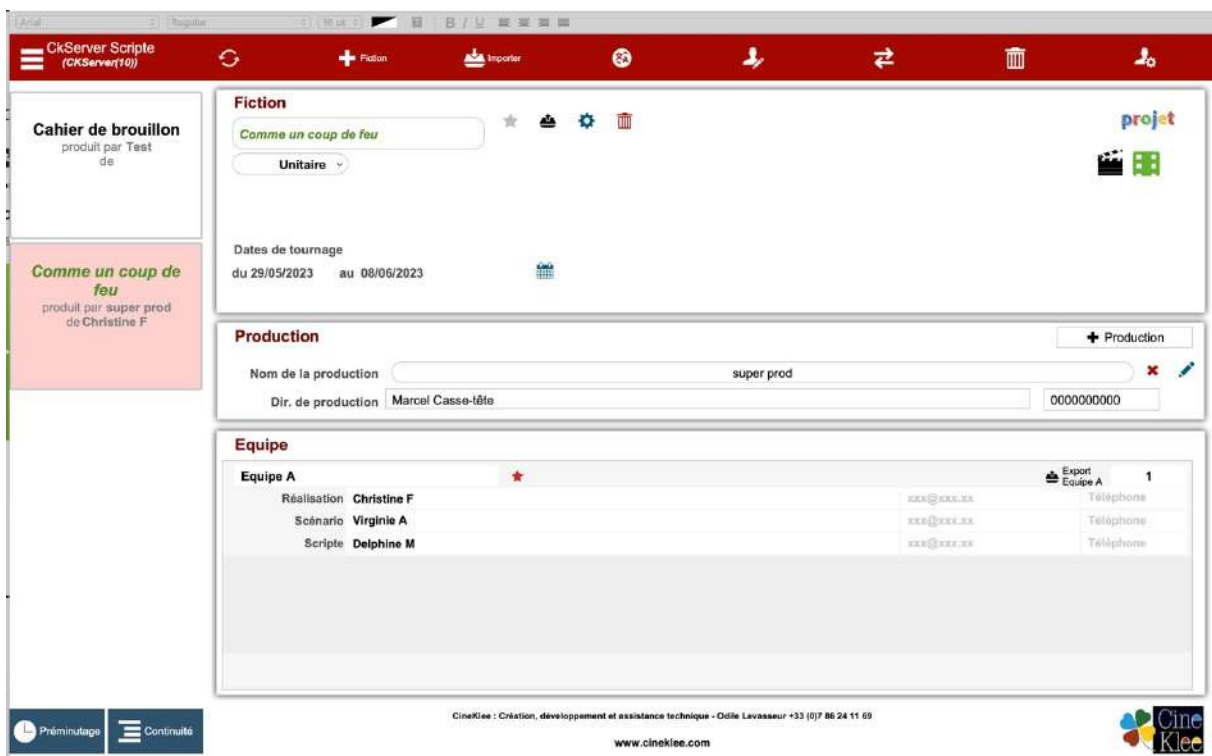 Arial Regular 16 pt B I U
CkServer Scripte
(CKServer(10))
Fiction
Importer
Cahier de brouillon
produit par Test
de
Comme un coup de
feu
produit par super prod
de Christine F
Fiction
Comme un coup de feu
Unitaire
projet
Dates de tournage
du 29/05/2023 au 08/06/2023
Production
+ Production
Nom de la production super prod
Dir. de production Marcel Casse-tête 0000000000
Equipe
Equipe A Export Equipe A 1
Réalisation Christine F xxx@xxx.xx Téléphone
Scénario Virginie A xxx@xxx.xx Téléphone
Scripte Delphine M xxx@xxx.xx Téléphone
Préminutage Continuité
CineKlee : Création, développement et assistance technique - Odile Levasseur +33 (0)7 86 24 11 69
www.cineklee.com
Cine
Klee